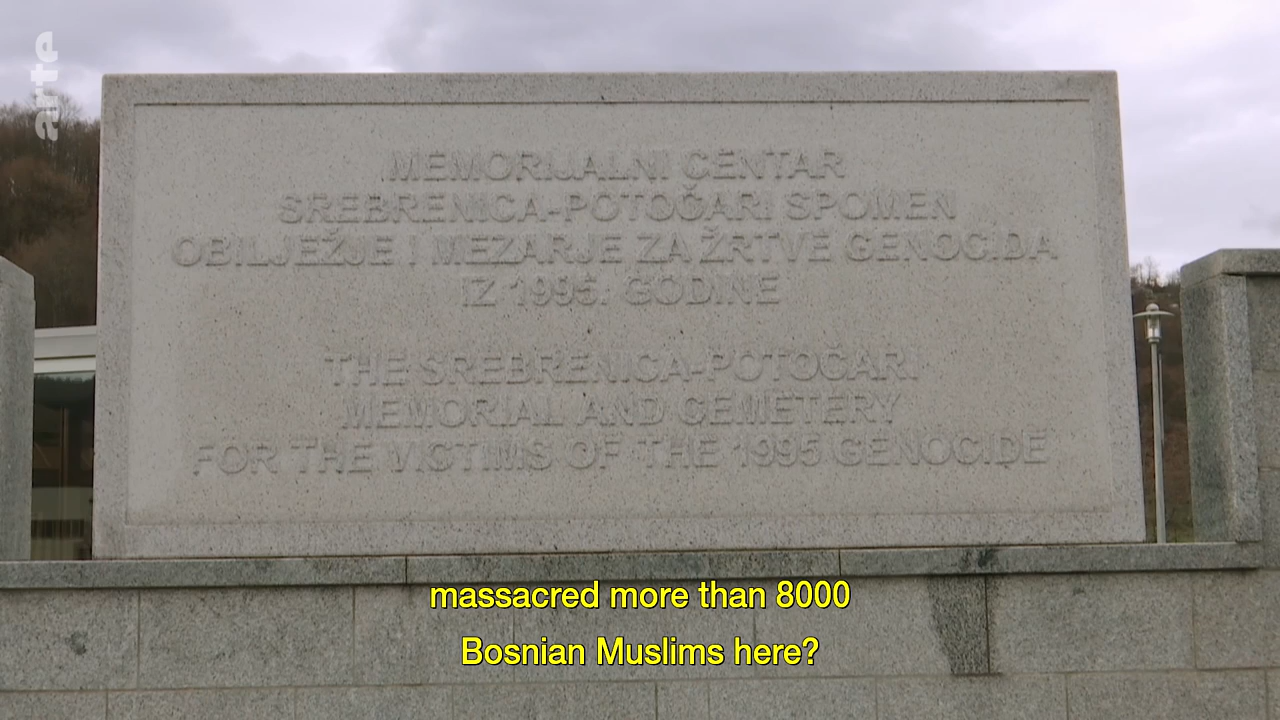 arte
MEMORIJALNI CENTAR
SREBRENICA-POTOČARI SPOMEN
OBILJEŽJE I MEZARJE ZA ŽRTVE GENOCIDA
IZ 1995. GODINE
THE SREBRENICA-POTOČARI
MEMORIAL AND CEMETERY
FOR THE VICTIMS OF THE 1995 GENOCIDE
massacred more than 8000
Bosnian Muslims here?